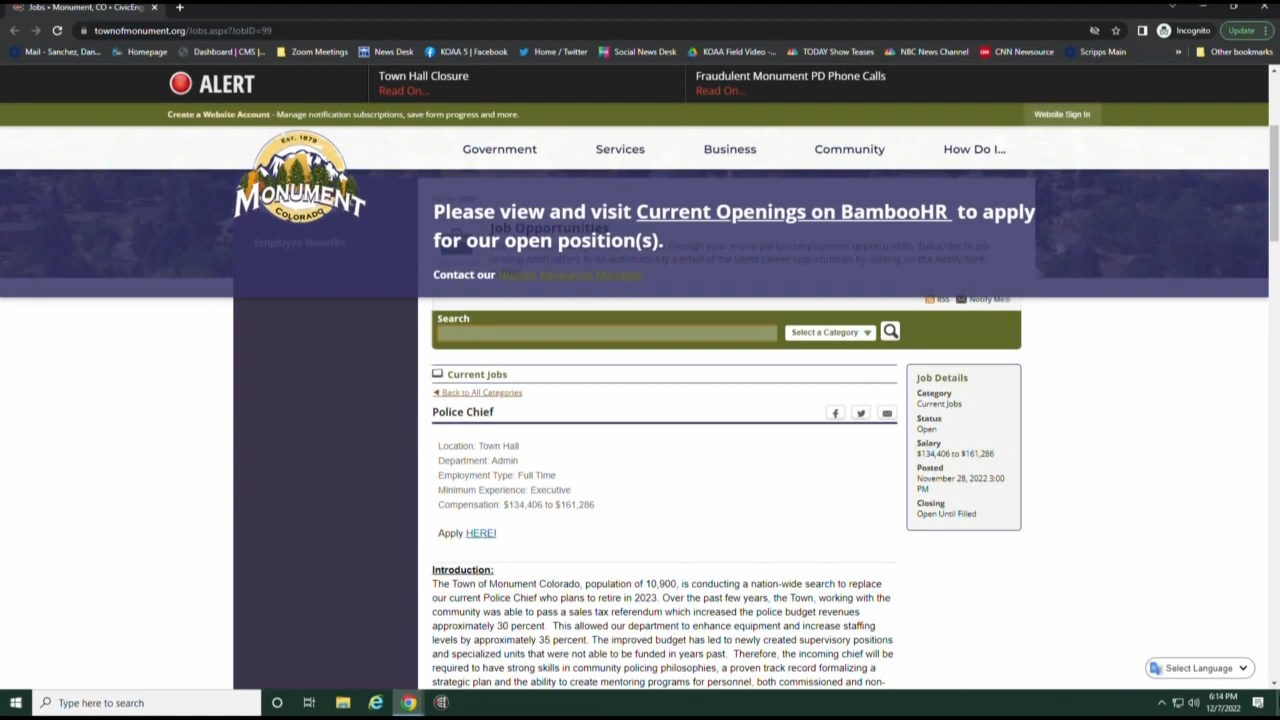 Jobs • Monument, CO • CivicEng
townofmonument.org/Jobs.aspx?JobID=99
Incognito
Update
Mail - Sanchez, Dan...
Homepage
Dashboard | CMS |...
Zoom Meetings
News Desk
KOAA 5 | Facebook
Home / Twitter
Social News Desk
KOAA Field Video -...
TODAY Show Teases
NBC News Channel
CNN Newsource
Scripps Main
»
Other bookmarks
ALERT
Town Hall Closure
Read On...
Fraudulent Monument PD Phone Calls
Read On...
Create a Website Account - Manage notification subscriptions, save form progress and more.
Website Sign In
EST. 1879
MONUMENT
COLORADO
Government
Services
Business
Community
How Do I...
Please view and visit Current Openings on BambooHR to apply
for our open position(s).
Job Opportunities
Employee Benefits
Contact our Human Resources Manager
RSS
Notify Me®
Search
Select a Category
Current Jobs
Back to All Categories
Police Chief
Location: Town Hall
Department: Admin
Employment Type: Full Time
Minimum Experience: Executive
Compensation: $134,406 to $161,286
Apply HERE!
Job Details
Category
Current Jobs
Status
Open
Salary
$134,406 to $161,286
Posted
November 28, 2022 3:00
PM
Closing
Open Until Filled
Introduction:
The Town of Monument Colorado, population of 10,900, is conducting a nation-wide search to replace
our current Police Chief who plans to retire in 2023. Over the past few years, the Town, working with the
community was able to pass a sales tax referendum which increased the police budget revenues
approximately 30 percent. This allowed our department to enhance equipment and increase staffing
levels by approximately 35 percent. The improved budget has led to newly created supervisory positions
and specialized units that were not able to be funded in years past. Therefore, the incoming chief will be
required to have strong skills in community policing philosophies, a proven track record formalizing a
strategic plan and the ability to create mentoring programs for personnel, both commissioned and non-
Select Language
Type here to search
6:14 PM
12/7/2022